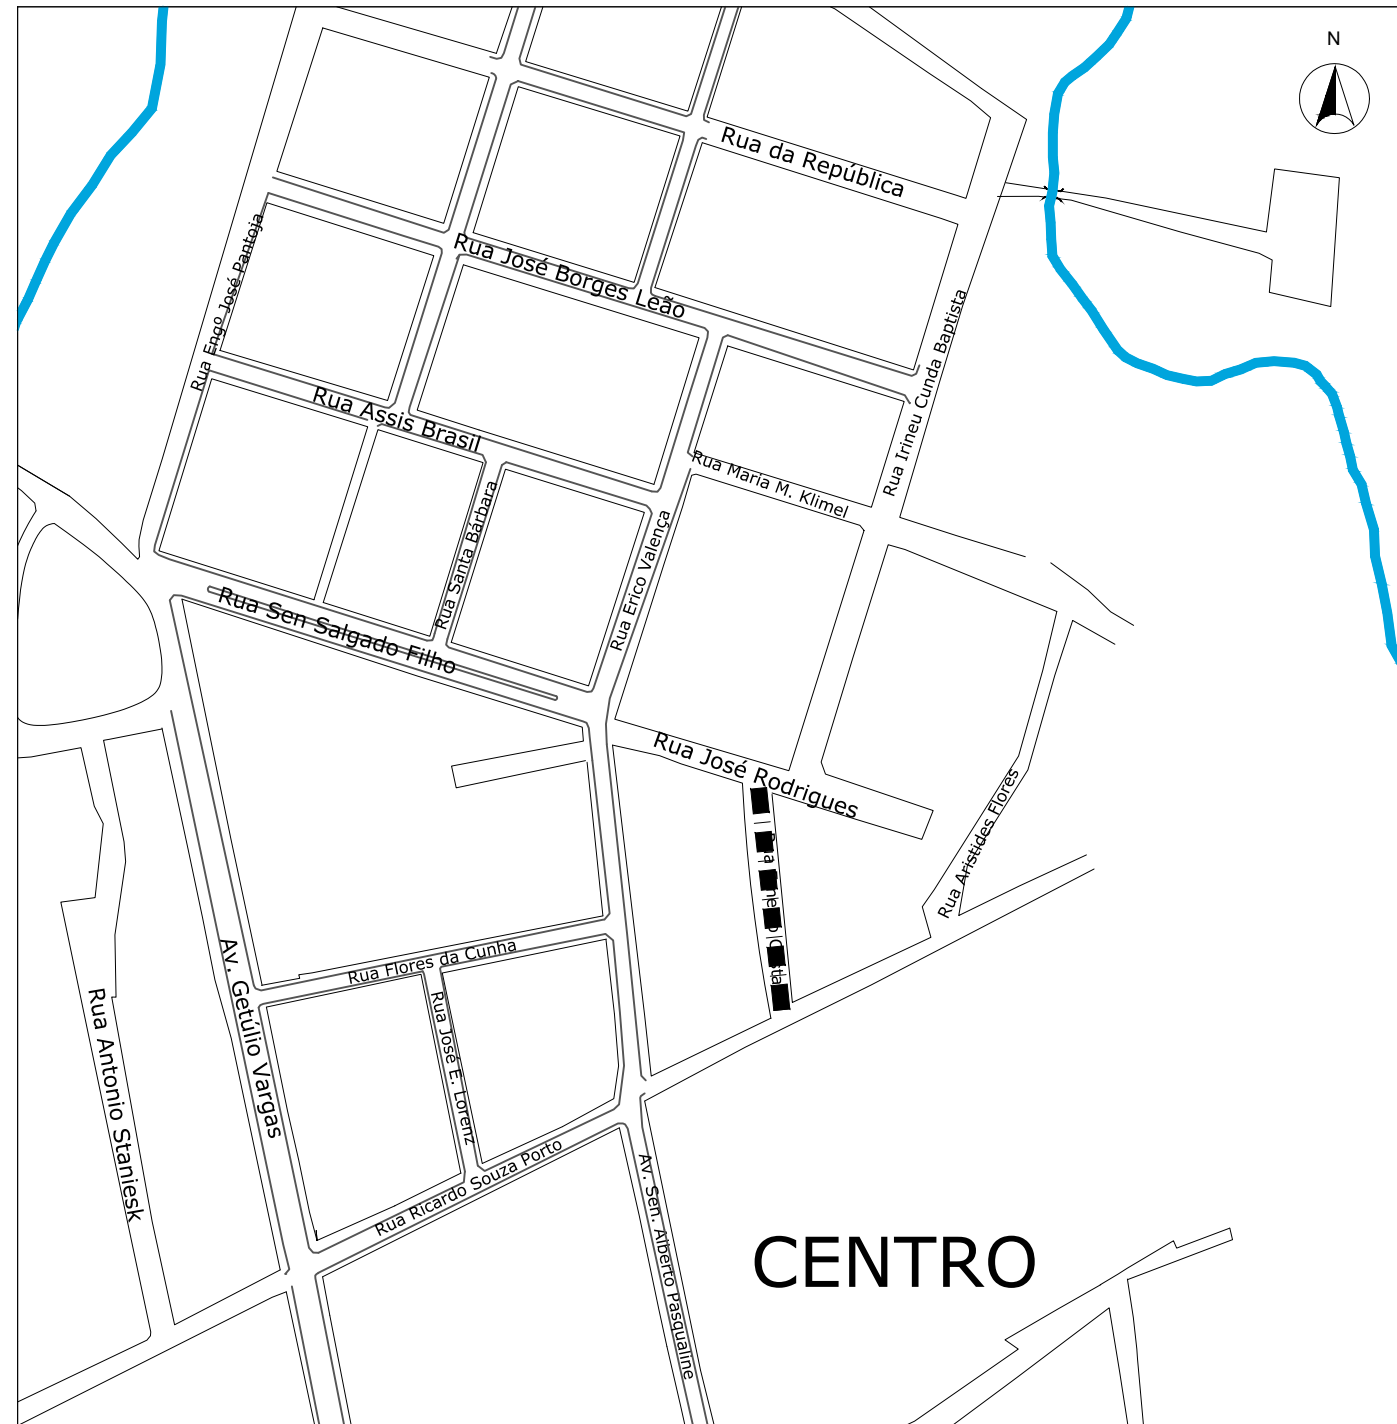 N
Rua da República
Rua José Borges Leão
Rua Engº José Pantoja
Rua Irineu Cunda Baptista
Rua Assis Brasil
Rua Maria M. Klimel
Rua Santa Bárbara
Rua Erico Valença
Rua Sen Salgado Filho
Rua José Rodrigues
Rua Aristides Flores
Rua Flores da Cunha
Av. Getúlio Vargas
Rua Antonio Staniesk
Rua José E. Lorenz
Rua Ricardo Souza Porto
Av. Sen. Alberto Pasqualine
CENTRO